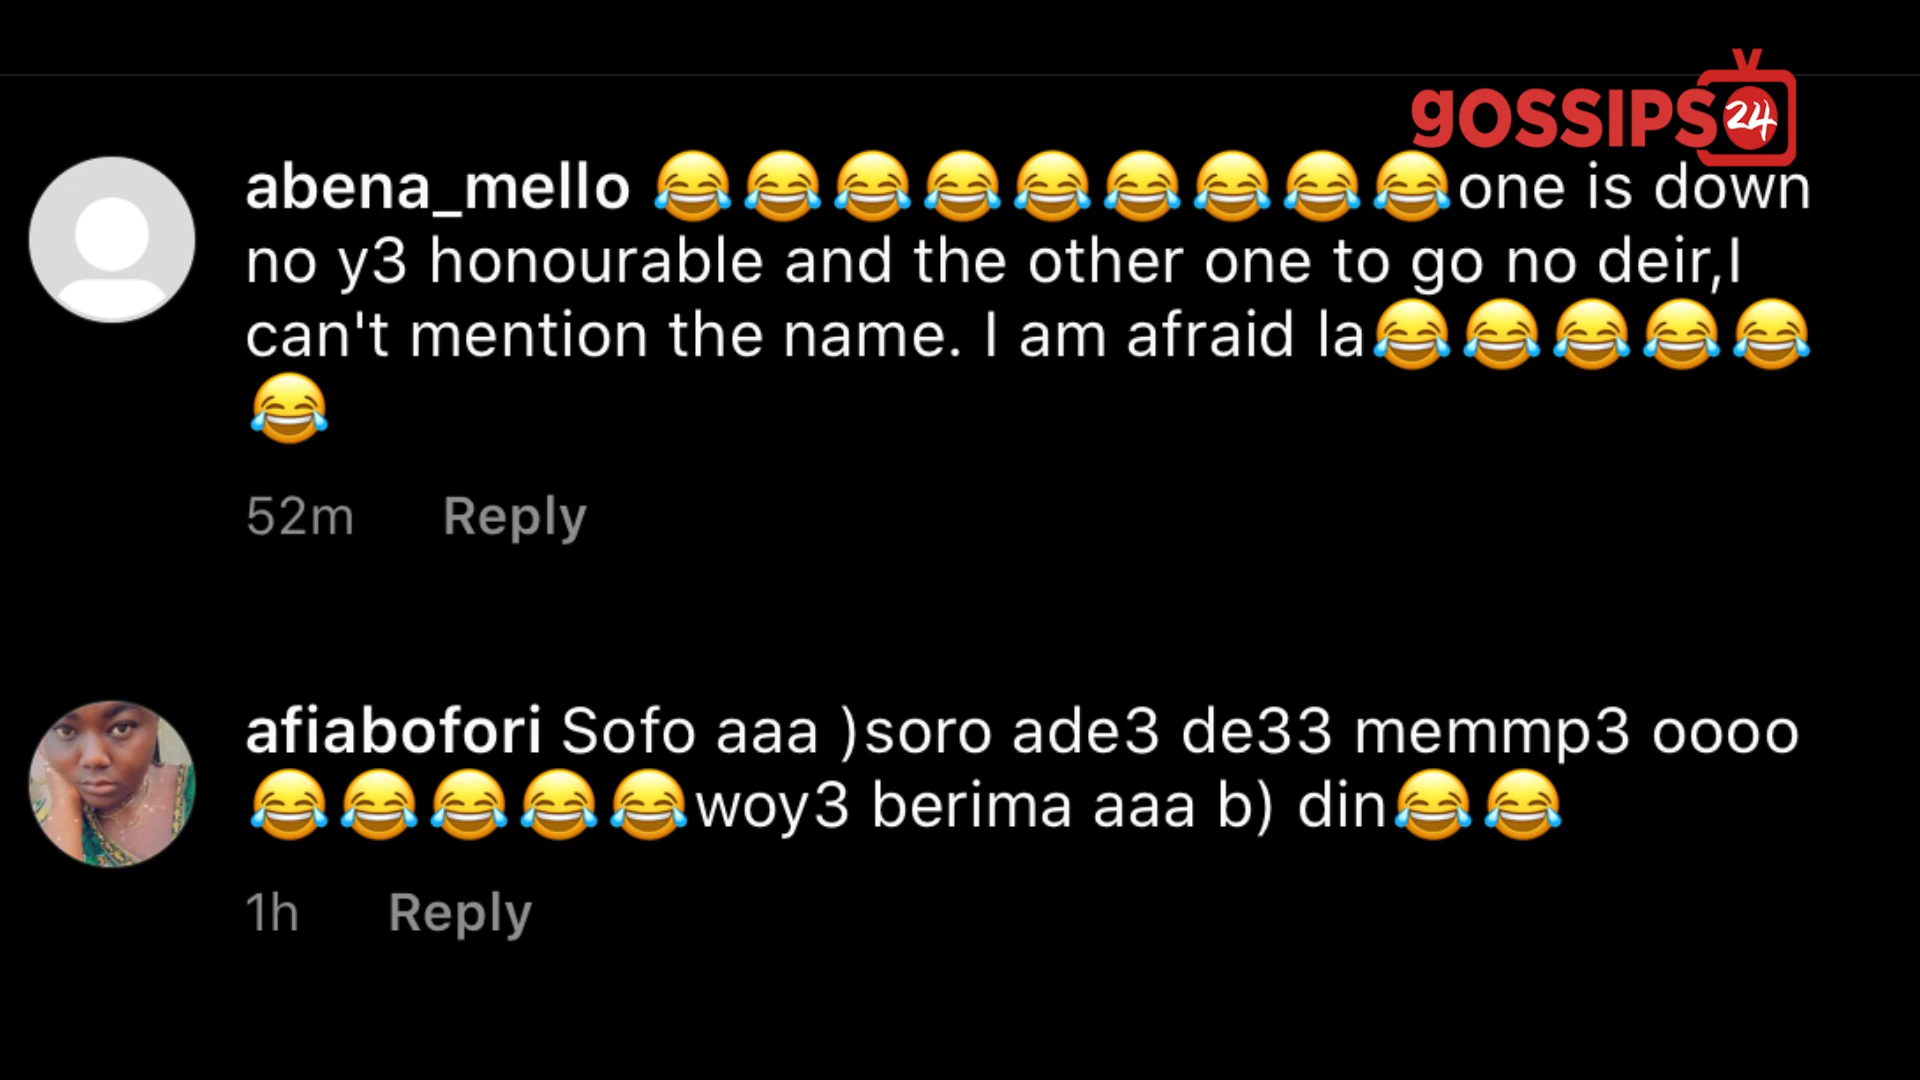 gOSSIPS24
abena_mello 😂😂😂😂😂😂😂😂😂one is down
no y3 honourable and the other one to go no deir,I
can't mention the name. I am afraid la😂😂😂😂😂
😂
52m Reply
afiabofori Sofo aaa )soro ade3 de33 memmp3 oooo
😂😂😂😂😂woy3 berima aaa b) din😂😂
1h Reply